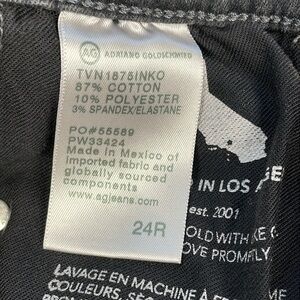 AG ADRIANO GOLDSCHMIED
TVN1875INKO
87% COTTON
10% POLYESTER
3% SPANDEX/ELASTANE
PO#55589
PW33424
Made in Mexico of
imported fabric and
globally sourced
components
www.agjeans.com
24R
IN LOS
est. 2001
OLD WITH
OVE PROMPTLY
LAVAGE EN MACHINE À
COULEURS,